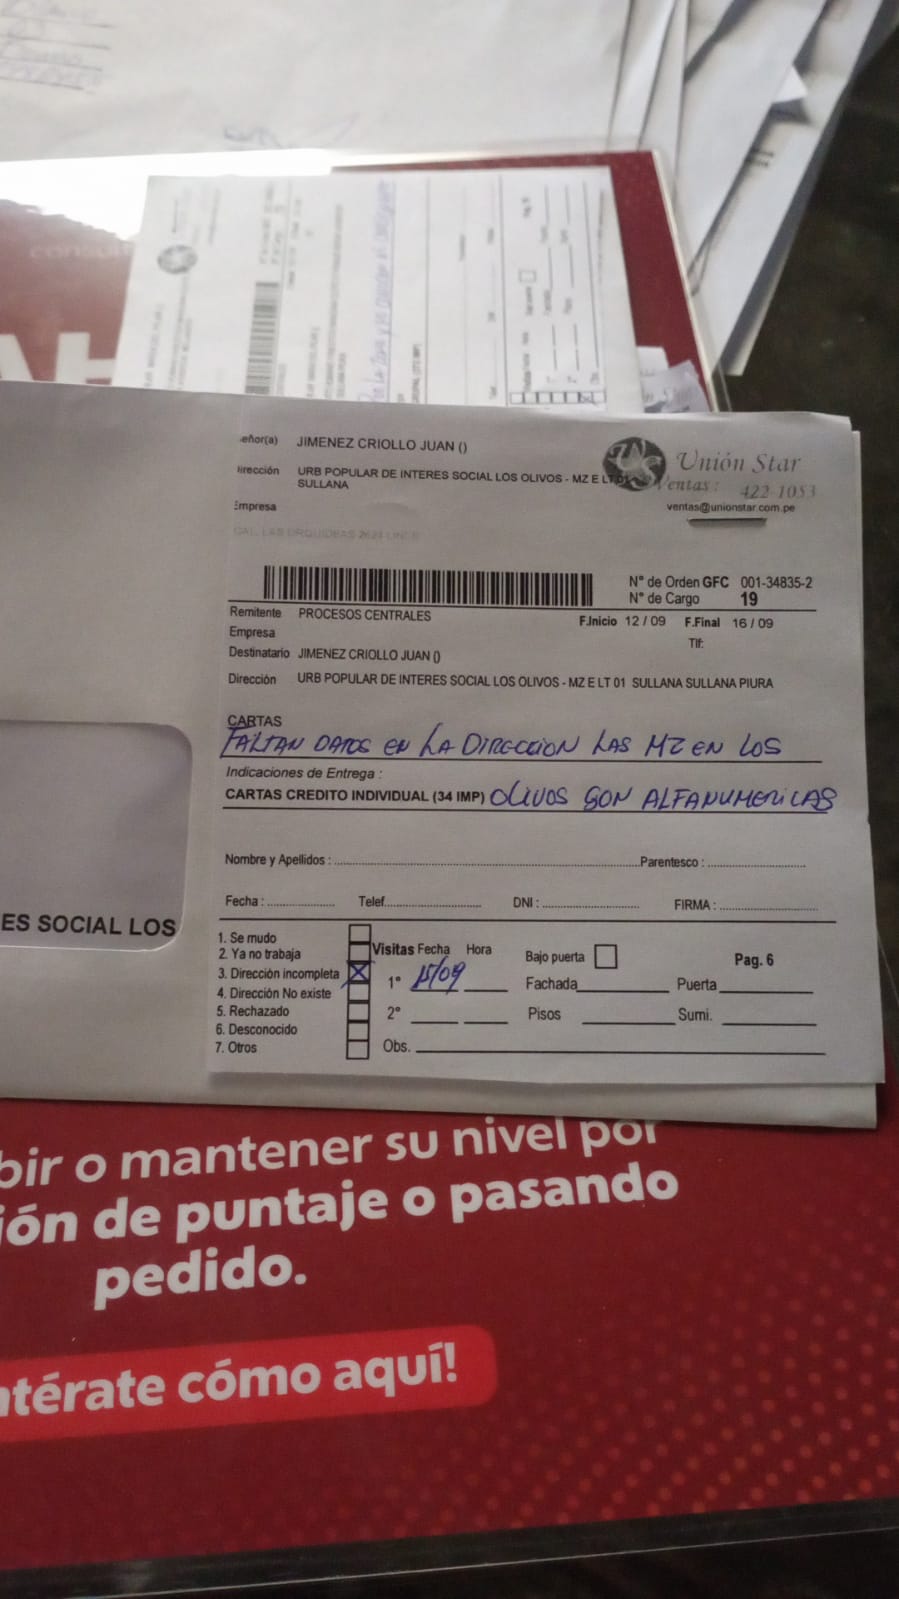 eñor(a) JIMENEZ CRIOLLO JUAN ()
irección URB POPULAR DE INTERES SOCIAL LOS OLIVOS - MZ E LT 01
SULLANA
Empresa
Unión Star
Ventas : 422-1053
ventas@unionstar.com.pe
N° de Orden GFC 001-34835-2
N° de Cargo 19
Remitente PROCESOS CENTRALES
F.Inicio 12 / 09 F.Final 16 / 09
Empresa
Tlf:
Destinatario JIMENEZ CRIOLLO JUAN ()
Dirección URB POPULAR DE INTERES SOCIAL LOS OLIVOS - MZ E LT 01 SULLANA SULLANA PIURA
CARTAS
FALTAN DATOS EN LA DIRECCION LAS MZ EN LOS
Indicaciones de Entrega :
CARTAS CREDITO INDIVIDUAL (34 IMP) OLIVOS SON ALFANUMERICAS
Nombre y Apellidos : Parentesco :
Fecha : Telef. DNI : FIRMA :
1. Se mudo
2. Ya no trabaja
3. Dirección incompleta
4. Dirección No existe
5. Rechazado
6. Desconocido
7. Otros
Visitas Fecha Hora
1° 15/09
2°
Obs.
Bajo puerta
Pag. 6
Fachada Puerta
Pisos Sumi.
ES SOCIAL LOS
bir o mantener su nivel por
ión de puntaje o pasando
pedido.
ntérate cómo aquí!